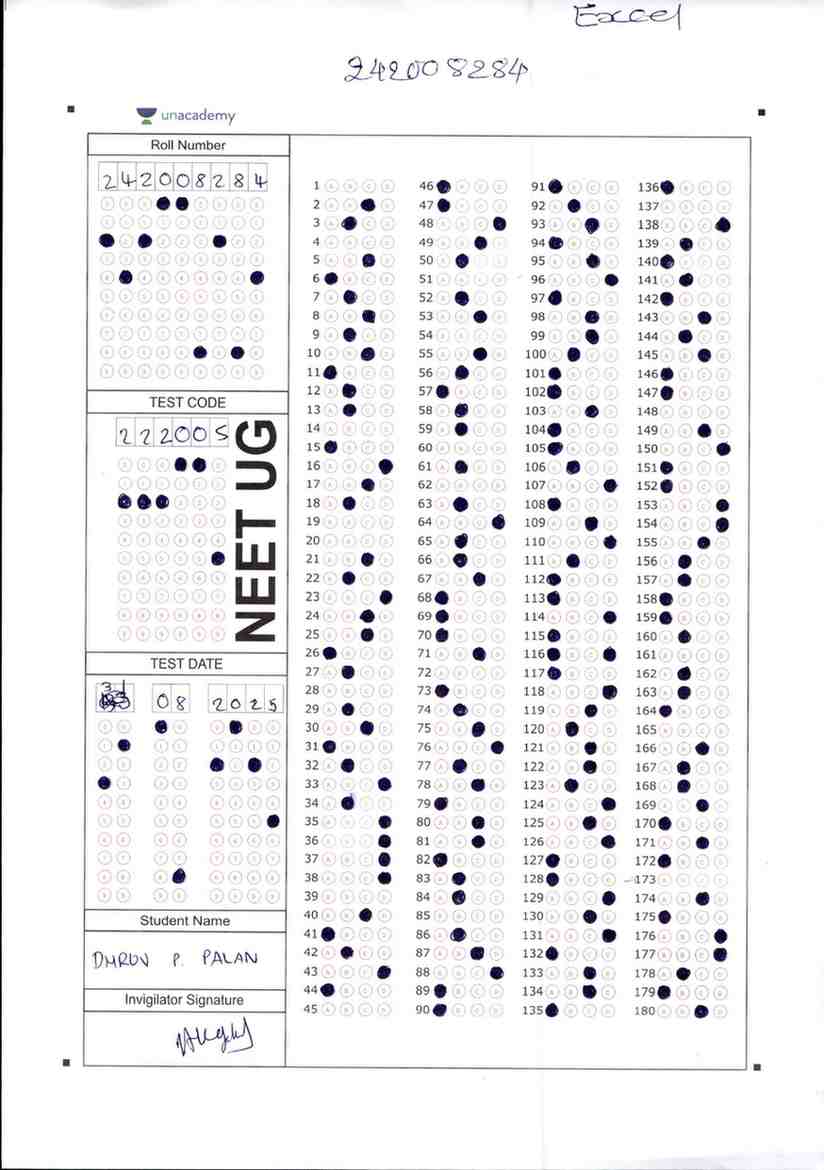 Excel
242008284
unacademy
Roll Number
2 4 2 0 0 8 2 8 4
TEST CODE
2 2 2 0 0 5
NEET UG
TEST DATE
31 08 2025
Student Name
DHRUV P. PALAN
Invigilator Signature
1 46 91 136
2 47 92 137
3 48 93 138
4 49 94 139
5 50 95 140
6 51 96 141
7 52 97 142
8 53 98 143
9 54 99 144
10 55 100 145
11 56 101 146
12 57 102 147
13 58 103 148
14 59 104 149
15 60 105 150
16 61 106 151
17 62 107 152
18 63 108 153
19 64 109 154
20 65 110 155
21 66 111 156
22 67 112 157
23 68 113 158
24 69 114 159
25 70 115 160
26 71 116 161
27 72 117 162
28 73 118 163
29 74 119 164
30 75 120 165
31 76 121 166
32 77 122 167
33 78 123 168
34 79 124 169
35 80 125 170
36 81 126 171
37 82 127 172
38 83 128 173
39 84 129 174
40 85 130 175
41 86 131 176
42 87 132 177
43 88 133 178
44 89 134 179
45 90 135 180